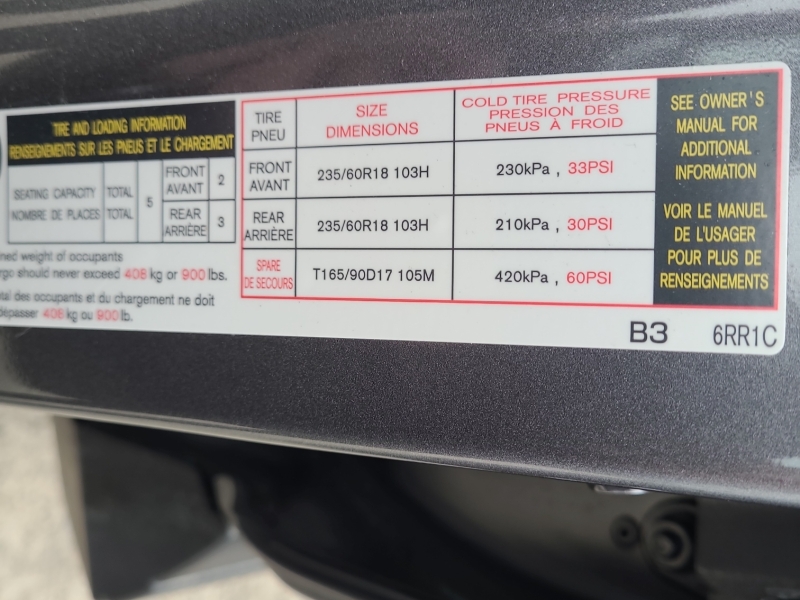 TIRE AND LOADING INFORMATION
RENSEIGNEMENTS SUR LES PNEUS ET LE CHARGEMENT
SEATING CAPACITY
NOMBRE DE PLACES
TOTAL
TOTAL
5
FRONT
AVANT
2
REAR
ARRIÈRE
3
ned weight of occupants
rgo should never exceed 408 kg or 900 lbs.
tal des occupants et du chargement ne doit
dépasser 408 kg ou 900 lb.
TIRE
PNEU
SIZE
DIMENSIONS
COLD TIRE PRESSURE
PRESSION DES
PNEUS À FROID
FRONT
AVANT
235/60R18 103H
230kPa , 33PSI
REAR
ARRIÈRE
235/60R18 103H
210kPa , 30PSI
SPARE
DE SECOURS
T165/90D17 105M
420kPa , 60PSI
SEE OWNER'S
MANUAL FOR
ADDITIONAL
INFORMATION
VOIR LE MANUEL
DE L'USAGER
POUR PLUS DE
RENSEIGNEMENTS
B3 6RR1C